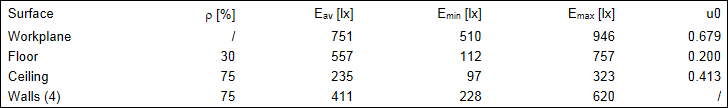 Surface ρ [%] Eav [lx] Emin [lx] Emax [lx] u0
Workplane / 751 510 946 0.679
Floor 30 557 112 757 0.200
Ceiling 75 235 97 323 0.413
Walls (4) 75 411 228 620 /